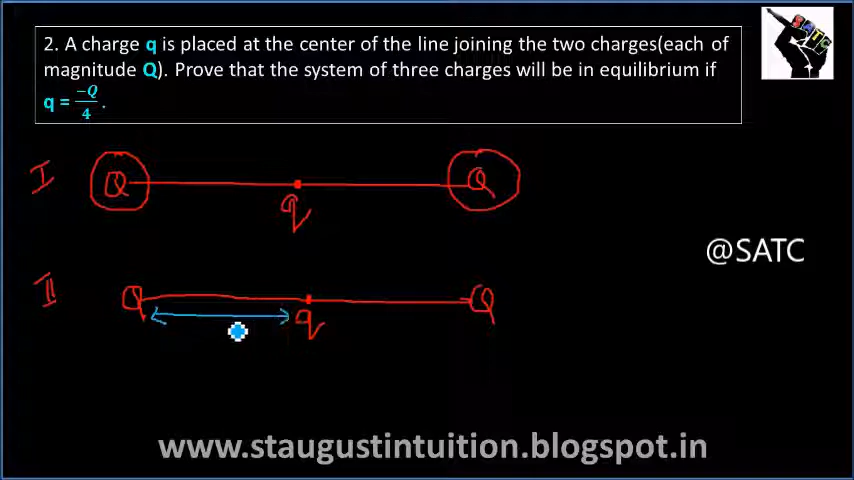 2. A charge q is placed at the center of the line joining the two charges(each of
magnitude Q). Prove that the system of three charges will be in equilibrium if
q = -Q/4.
SATC
I Q q Q
@SATC
II Q q Q
www.staugustintuition.blogspot.in